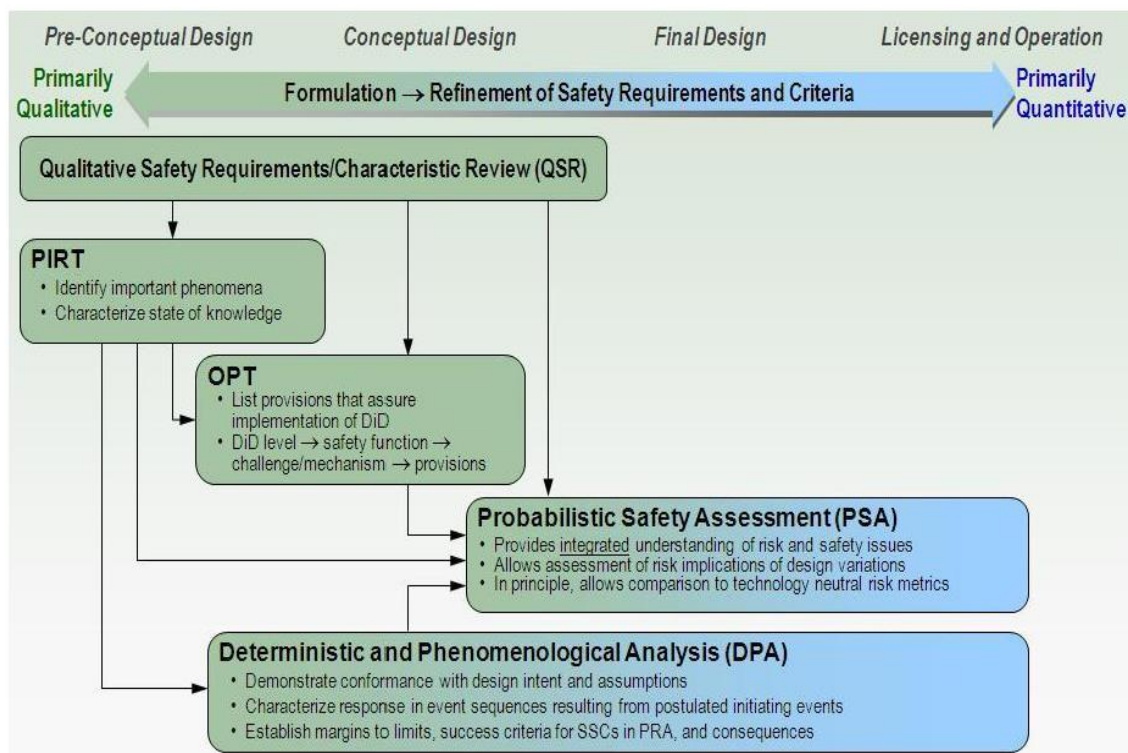 Pre-Conceptual Design Conceptual Design Final Design Licensing and Operation
Primarily Qualitative
Formulation → Refinement of Safety Requirements and Criteria
Primarily Quantitative
Qualitative Safety Requirements/Characteristic Review (QSR)
PIRT
• Identify important phenomena
• Characterize state of knowledge
OPT
• List provisions that assure
implementation of DiD
• DiD level → safety function →
challenge/mechanism → provisions
Probabilistic Safety Assessment (PSA)
• Provides integrated understanding of risk and safety issues
• Allows assessment of risk implications of design variations
• In principle, allows comparison to technology neutral risk metrics
Deterministic and Phenomenological Analysis (DPA)
• Demonstrate conformance with design intent and assumptions
• Characterize response in event sequences resulting from postulated initiating events
• Establish margins to limits, success criteria for SSCs in PRA, and consequences